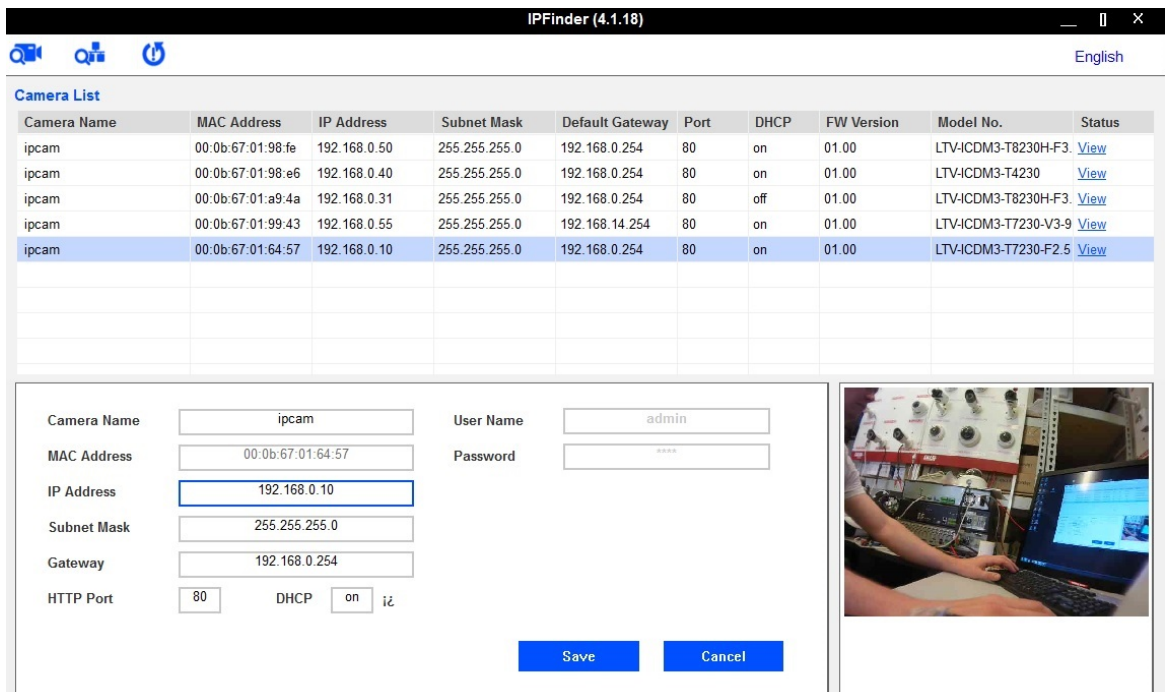 IPFinder (4.1.18)
English
Camera List
Camera Name MAC Address IP Address Subnet Mask Default Gateway Port DHCP FW Version Model No. Status
ipcam 00:0b:67:01:98:fe 192.168.0.50 255.255.255.0 192.168.0.254 80 on 01.00 LTV-ICDM3-T8230H-F3. View
ipcam 00:0b:67:01:98:e6 192.168.0.40 255.255.255.0 192.168.0.254 80 on 01.00 LTV-ICDM3-T4230 View
ipcam 00:0b:67:01:a9:4a 192.168.0.31 255.255.255.0 192.168.0.254 80 off 01.00 LTV-ICDM3-T8230H-F3. View
ipcam 00:0b:67:01:99:43 192.168.0.55 255.255.255.0 192.168.14.254 80 on 01.00 LTV-ICDM3-T7230-V3-9 View
ipcam 00:0b:67:01:64:57 192.168.0.10 255.255.255.0 192.168.0.254 80 on 01.00 LTV-ICDM3-T7230-F2.5 View
Camera Name ipcam User Name admin
MAC Address 00:0b:67:01:64:57 Password ****
IP Address 192.168.0.10
Subnet Mask 255.255.255.0
Gateway 192.168.0.254
HTTP Port 80 DHCP on ¡¿
Save Cancel